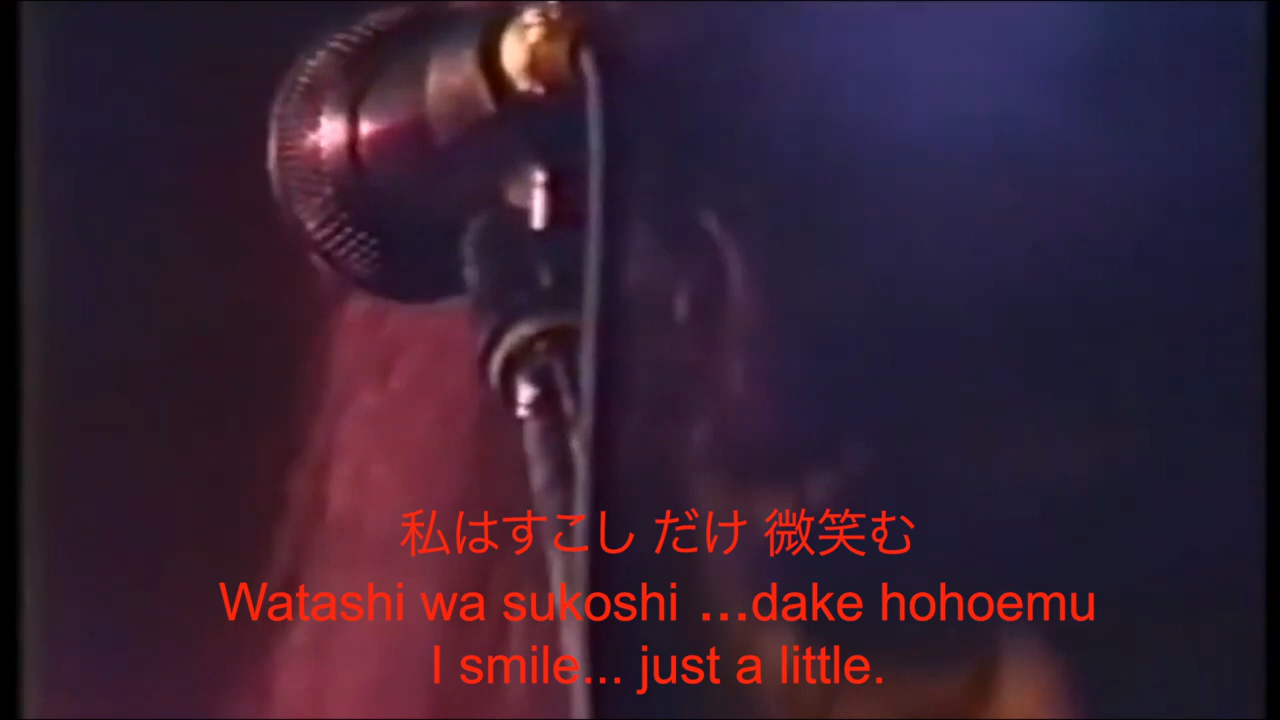 私はすこし だけ 微笑む
Watashi wa sukoshi ...dake hohoemu
I smile... just a little.